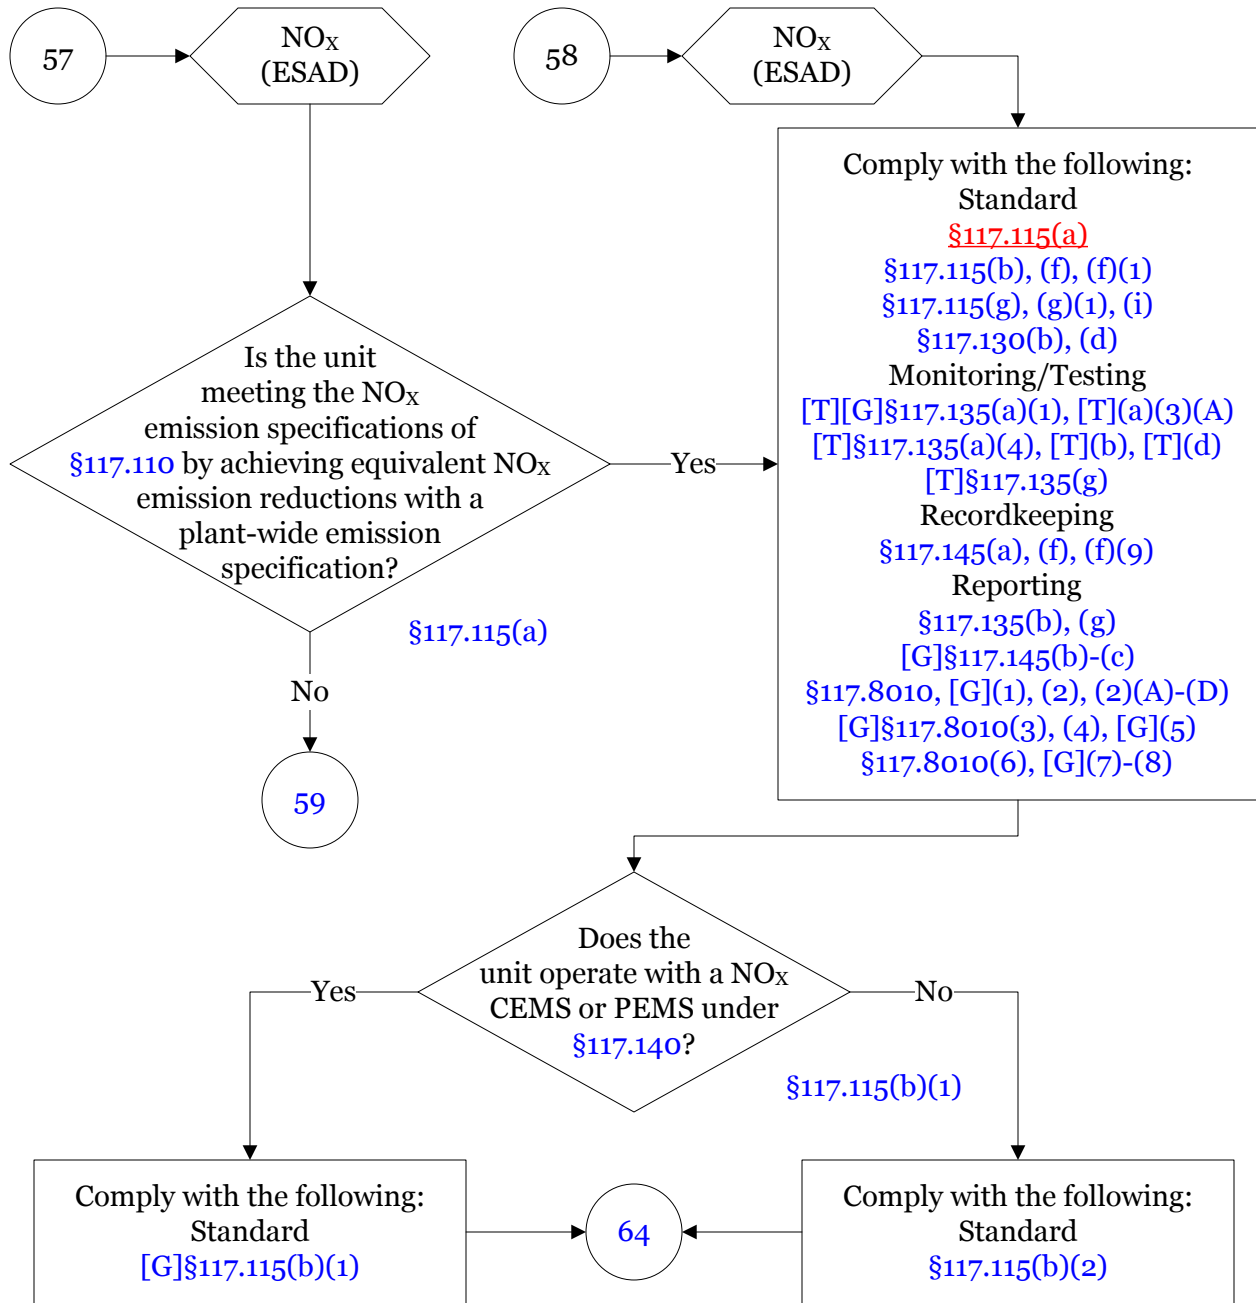 57
NOx
(ESAD)
58
NOx
(ESAD)
Comply with the following:
Standard
§117.115(a)
§117.115(b), (f), (f)(1)
§117.115(g), (g)(1), (i)
§117.130(b), (d)
Monitoring/Testing
[T][G]§117.135(a)(1), [T](a)(3)(A)
[T]§117.135(a)(4), [T](b), [T](d)
[T]§117.135(g)
Recordkeeping
§117.145(a), (f), (f)(9)
Reporting
§117.135(b), (g)
[G]§117.145(b)-(c)
§117.8010, [G](1), (2), (2)(A)-(D)
[G]§117.8010(3), (4), [G](5)
§117.8010(6), [G](7)-(8)
Is the unit
meeting the NOx
emission specifications of
§117.110 by achieving equivalent NOx
emission reductions with a
plant-wide emission
specification?
Yes
§117.115(a)
No
59
Does the
unit operate with a NOx
CEMS or PEMS under
§117.140?
Yes
No
§117.115(b)(1)
Comply with the following:
Standard
[G]§117.115(b)(1)
64
Comply with the following:
Standard
§117.115(b)(2)